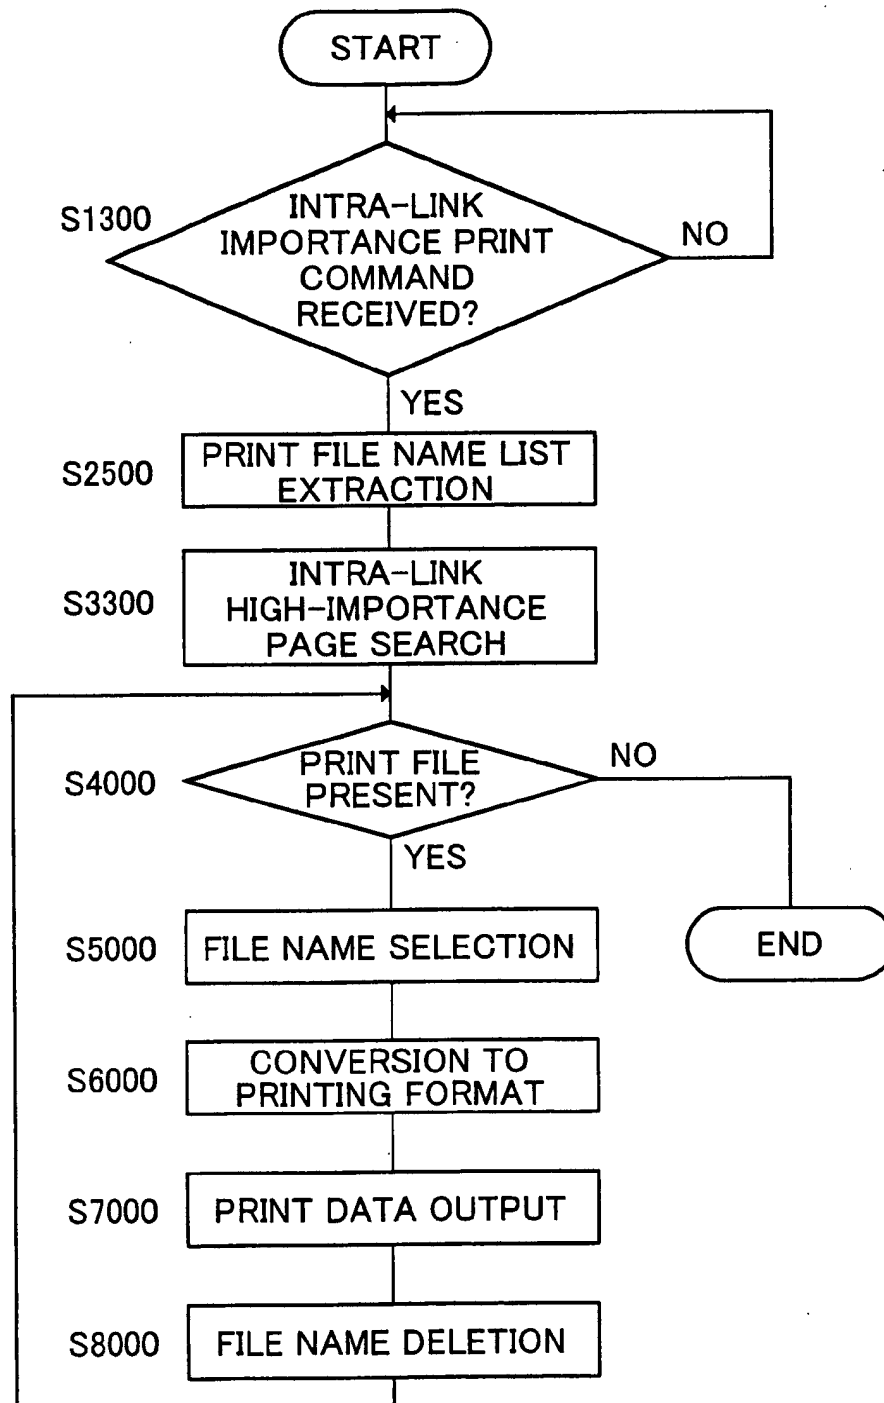 START
S1300
INTRA-LINK
IMPORTANCE PRINT
COMMAND
RECEIVED?
NO
YES
S2500
PRINT FILE NAME LIST
EXTRACTION
S3300
INTRA-LINK
HIGH-IMPORTANCE
PAGE SEARCH
S4000
PRINT FILE
PRESENT?
NO
YES
S5000
FILE NAME SELECTION
END
S6000
CONVERSION TO
PRINTING FORMAT
S7000
PRINT DATA OUTPUT
S8000
FILE NAME DELETION